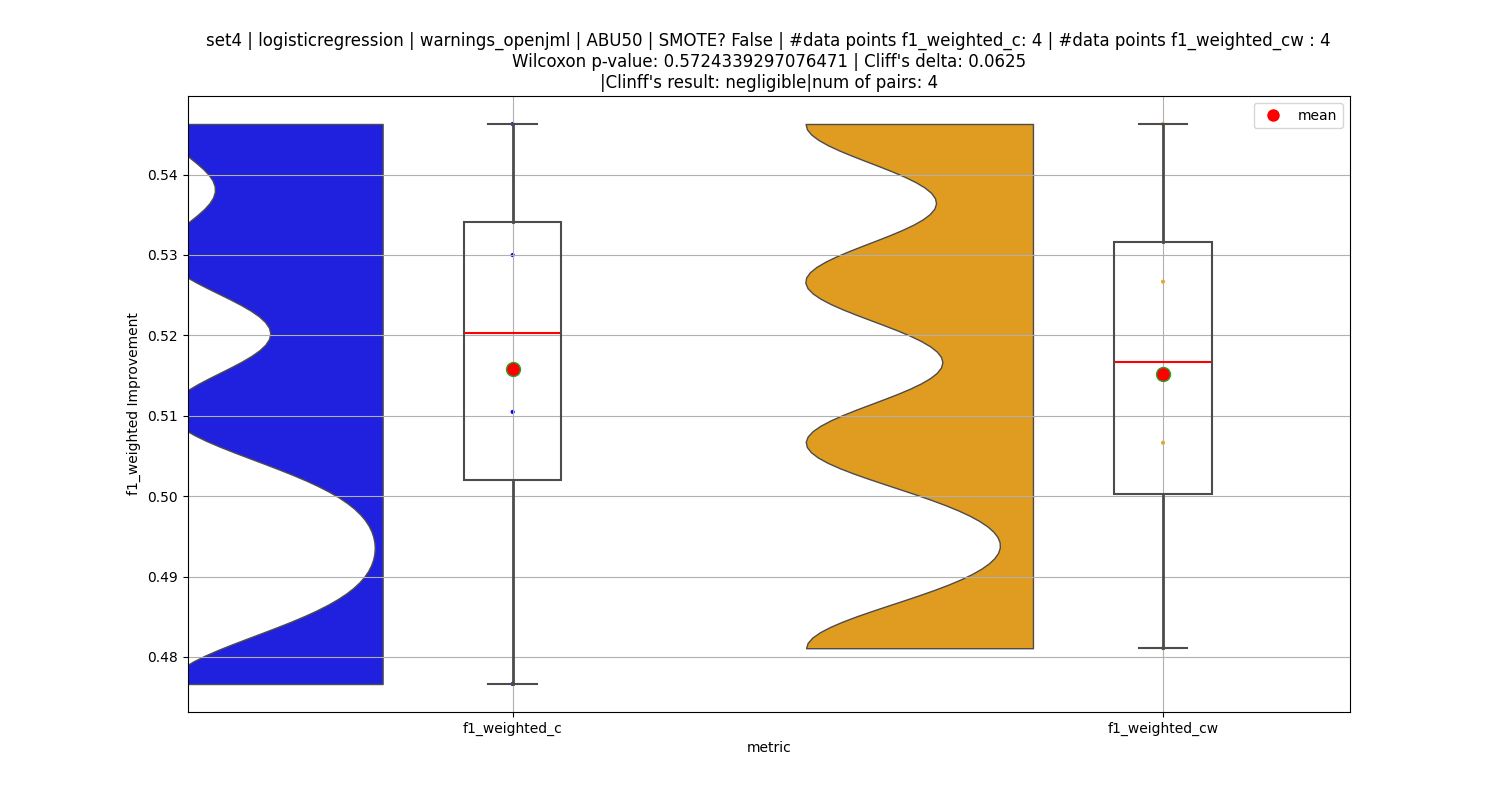 set4 | logisticregression | warnings_openjml | ABU50 | SMOTE? False | #data points f1_weighted_c: 4 | #data points f1_weighted_cw : 4
Wilcoxon p-value: 0.5724339297076471 | Cliff's delta: 0.0625
|Clinff's result: negligible|num of pairs: 4
mean
0.54
0.53
0.52
0.51
0.50
0.49
0.48
f1_weighted Improvement
f1_weighted_c
f1_weighted_cw
metric